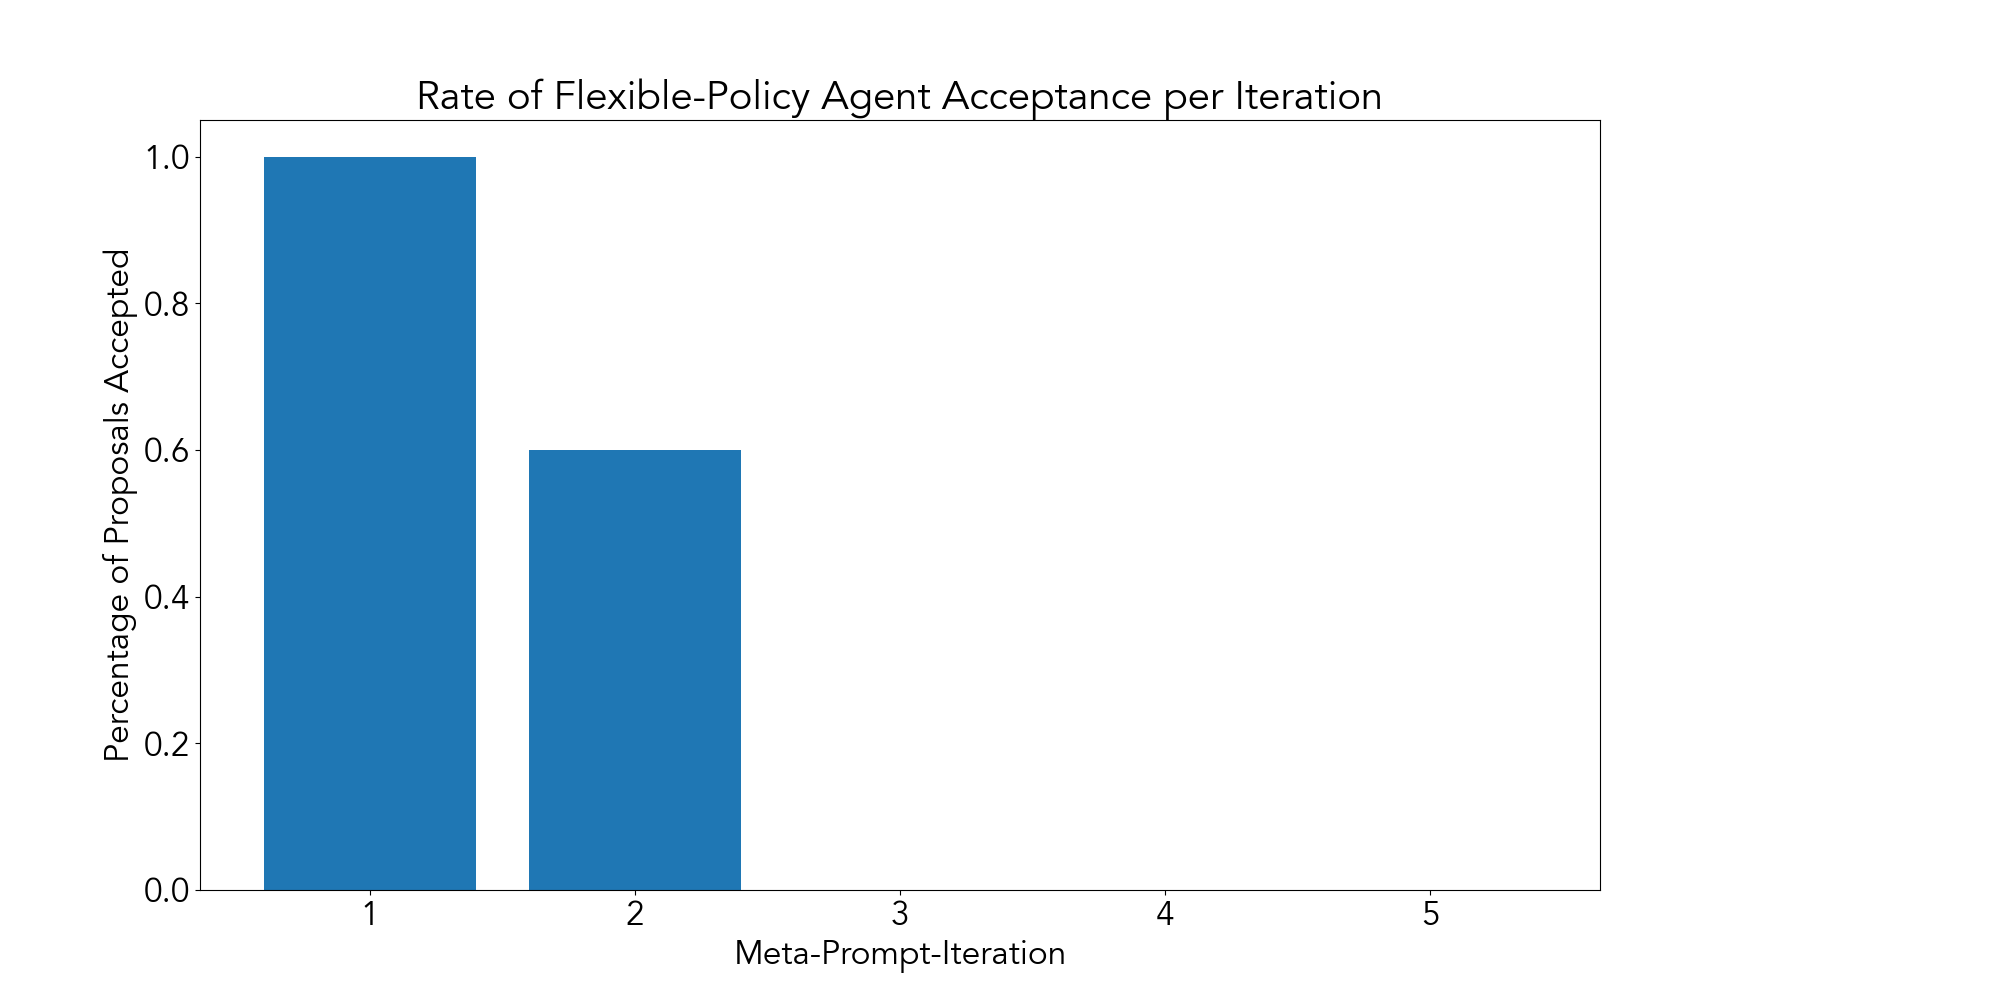 Rate of Flexible-Policy Agent Acceptance per Iteration
Percentage of Proposals Accepted
1.0
0.8
0.6
0.4
0.2
0.0
1 2 3 4 5
Meta-Prompt-Iteration